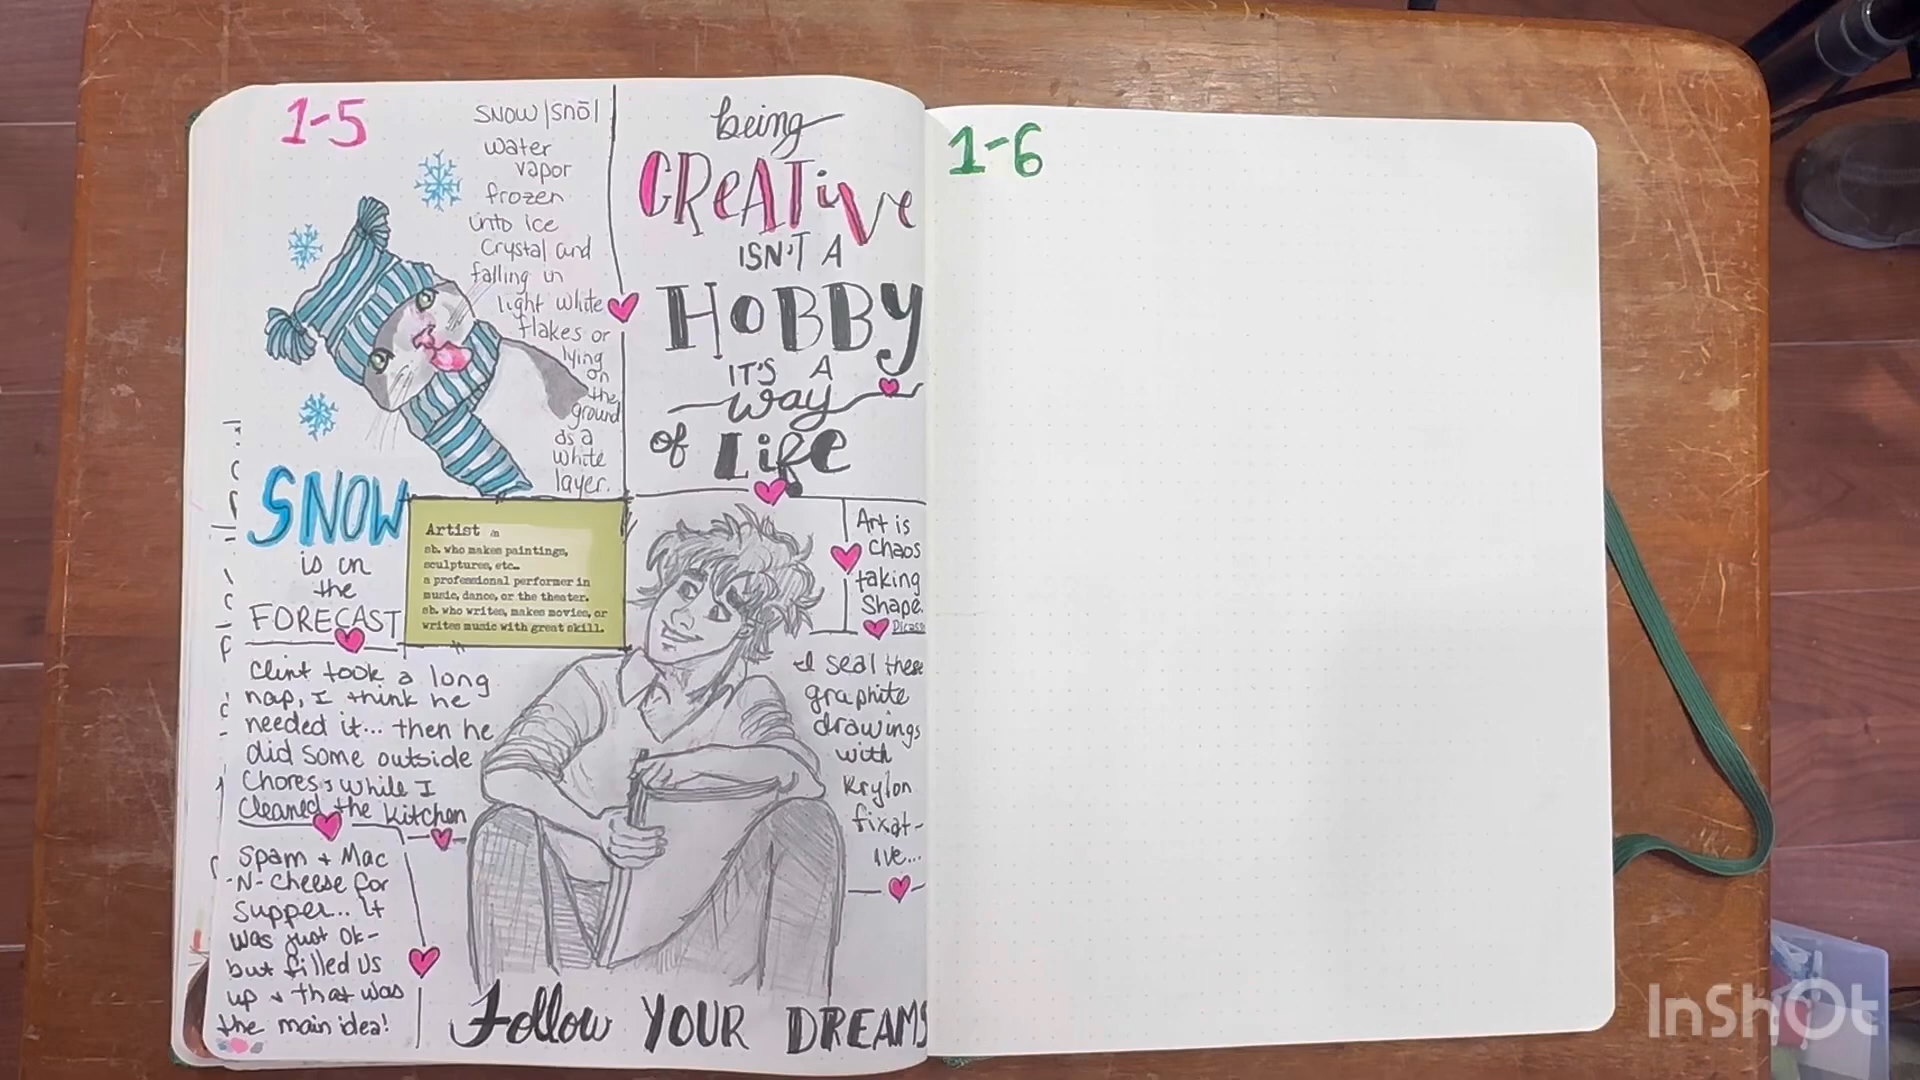 1-5
SNOW |snō|
water
vapor
frozen
into ice
Crystal and
falling in
light white
flakes or
lying
on
the
ground
as a
white
layer.
SNOW
is in
the
FORECAST
being
CREATive
ISN'T A
HOBBY
IT'S A
way
of Life
Artist /n
sb. who makes paintings,
sculptures, etc..
a professional performer in
music, dance, or the theater.
sb. who writes, makes movies, or
writes music with great skill.
Art is
chaos
taking
shape.
Clint took a long
nap, I think he
needed it... then he
did some outside
Chores, while I
Cleaned the Kitchen
Spam + Mac
-N- Cheese for
supper... It
was just ok-
but filled us
up + that was
the main idea!
I seal these
graphite
drawings
with
Krylon
fixat-
ive...
Follow YOUR DREAMS
1-6
InShOt